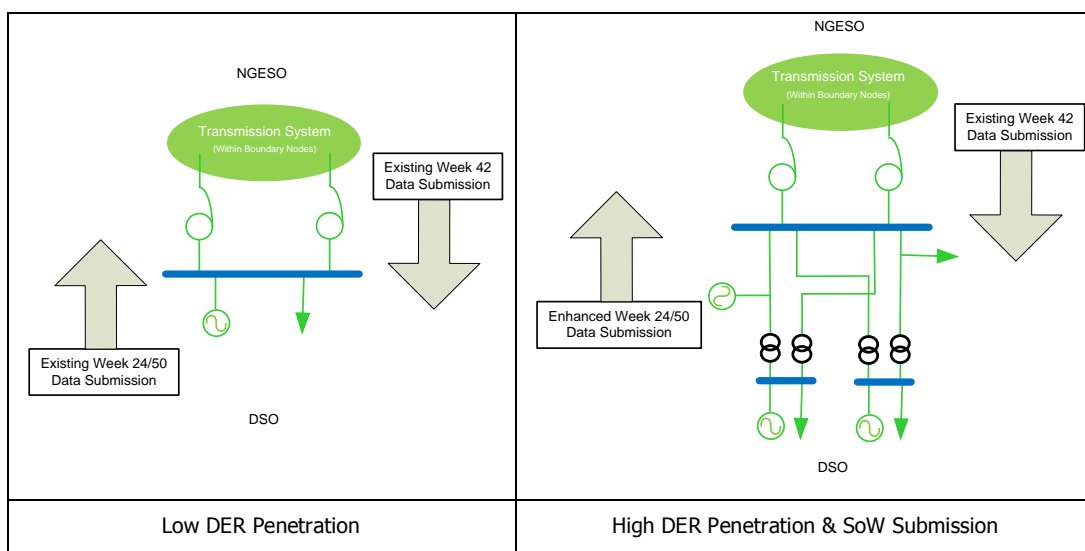 NGESO
Transmission System
(Within Boundary Nodes)
Existing Week 42
Data Submission
Existing Week 24/50
Data Submission
DSO
Low DER Penetration
NGESO
Transmission System
(Within Boundary Nodes)
Existing Week 42
Data Submission
Enhanced Week 24/50
Data Submission
DSO
High DER Penetration & SoW Submission